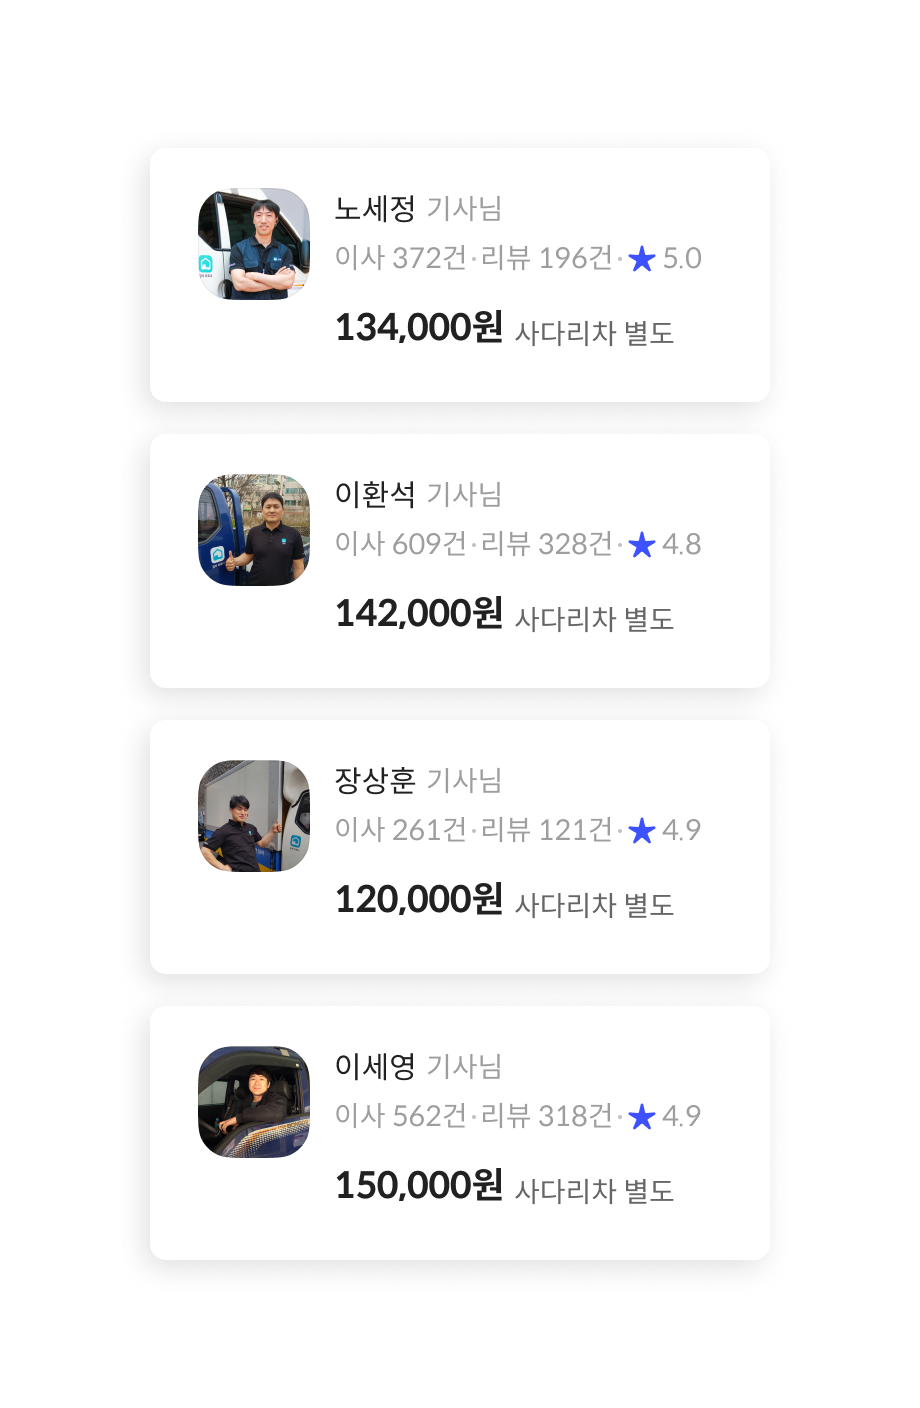 노세정 기사님
이사 372건·리뷰 196건·★ 5.0
134,000원 사다리차 별도
이환석 기사님
이사 609건·리뷰 328건·★ 4.8
142,000원 사다리차 별도
장상훈 기사님
이사 261건·리뷰 121건·★ 4.9
120,000원 사다리차 별도
이세영 기사님
이사 562건·리뷰 318건·★ 4.9
150,000원 사다리차 별도